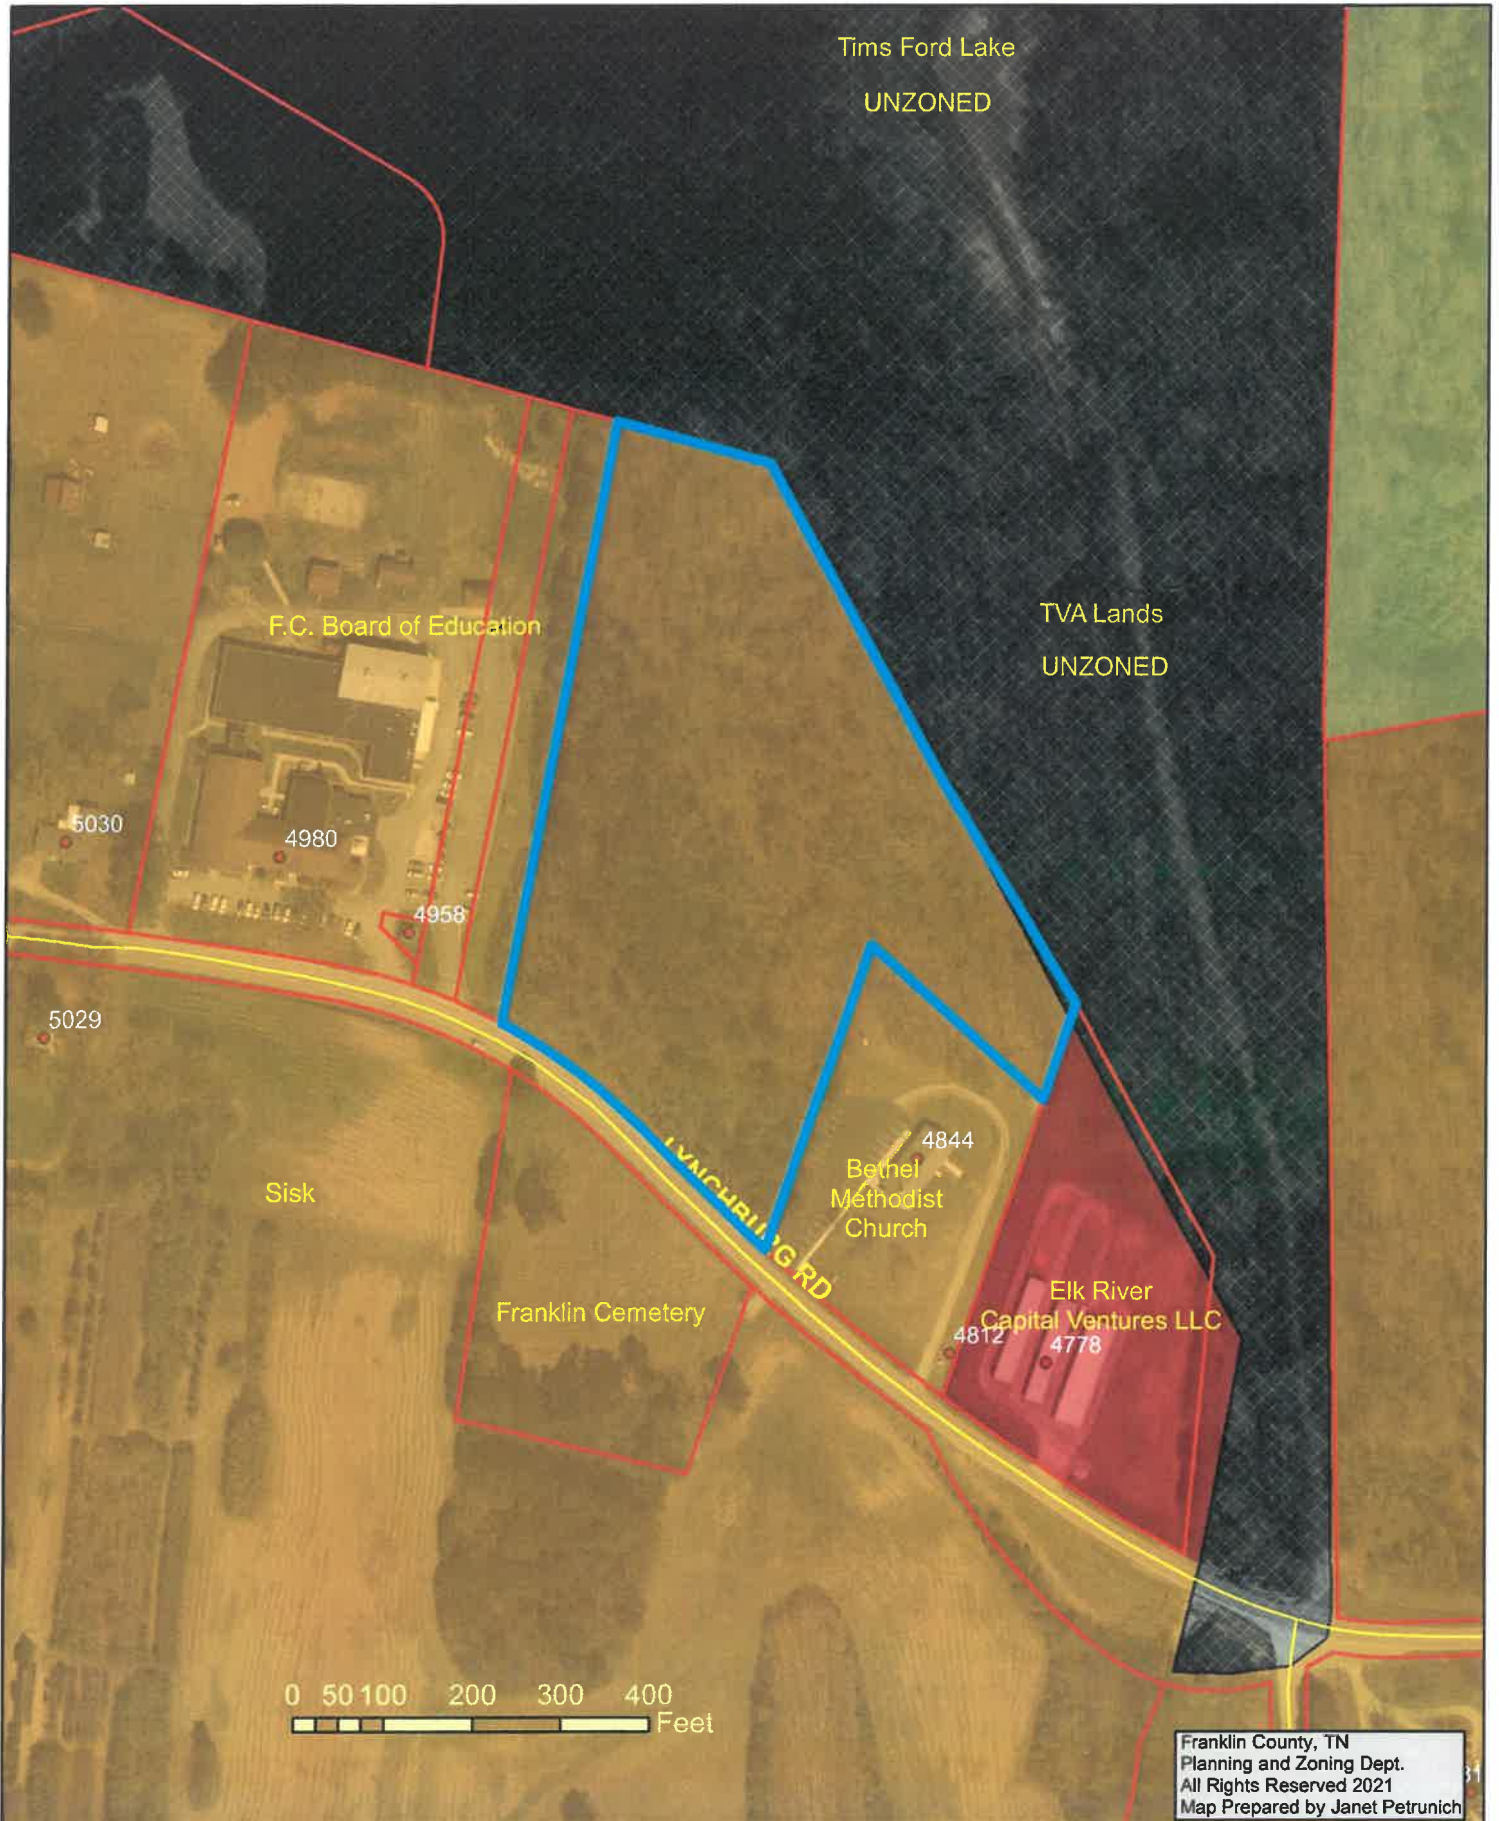 Tims Ford Lake
UNZONED
TVA Lands
UNZONED
F.C. Board of Education
5030
4980
4958
5029
4844
Bethel
Methodist
Church
LYNCHBURG RD
Sisk
Franklin Cemetery
Elk River
Capital Ventures LLC
4812
4778
0 50 100 200 300 400
Feet
Franklin County, TN
Planning and Zoning Dept.
All Rights Reserved 2021
Map Prepared by Janet Petrunich